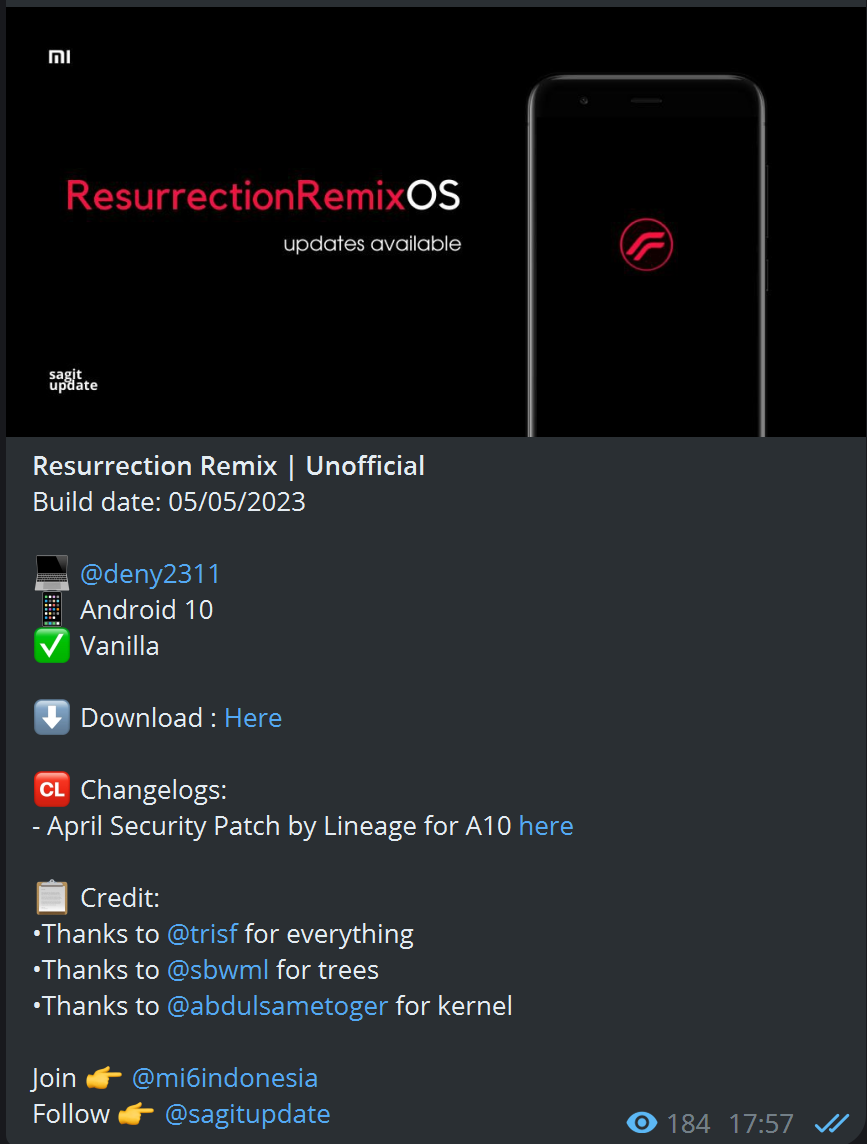 MI
ResurrectionRemixOS
updates available
sagit
update
Resurrection Remix | Unofficial
Build date: 05/05/2023
@deny2311
Android 10
Vanilla
Download : Here
CL Changelogs:
- April Security Patch by Lineage for A10 here
Credit:
•Thanks to @trisf for everything
•Thanks to @sbwml for trees
•Thanks to @abdulsametoger for kernel
Join 👉 @mi6indonesia
Follow 👉 @sagitupdate
184 17:57